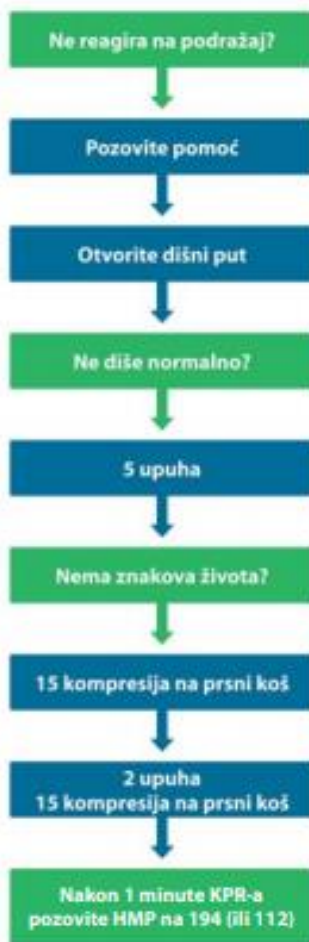 Ne reagira na podražaj?
Pozovite pomoć
Otvorite dišni put
Ne diše normalno?
5 upuha
Nema znakova života?
15 kompresija na prsni koš
2 upuha
15 kompresija na prsni koš
Nakon 1 minute KPR-a
pozovite HMP na 194 (ili 112)